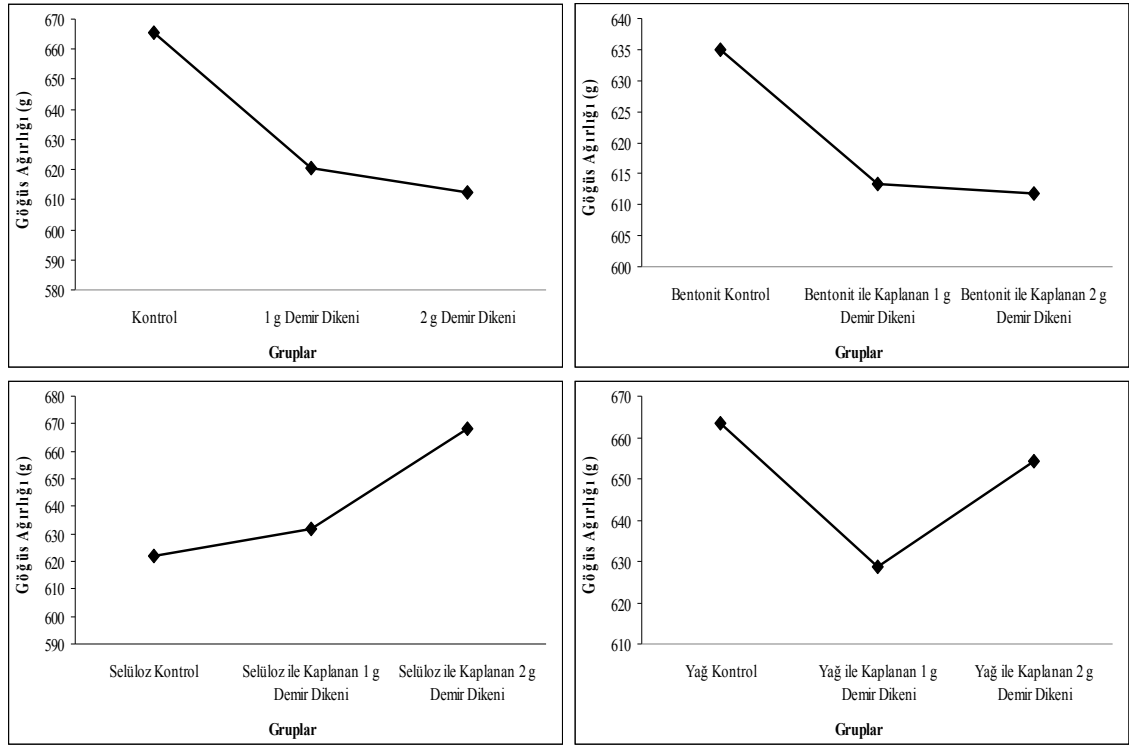 Göğüs Ağırlığı (g)
670
660
650
640
630
620
610
600
590
580
Kontrol
1 g Demir Dikeni
2 g Demir Dikeni
Gruplar
Göğüs Ağırlığı (g)
640
635
630
625
620
615
610
605
600
Bentonit Kontrol
Bentonit ile Kaplanan 1 g
Demir Dikeni
Bentonit ile Kaplanan 2 g
Demir Dikeni
Gruplar
Göğüs Ağırlığı (g)
680
670
660
650
640
630
620
610
600
590
Selüloz Kontrol
Selüloz ile Kaplanan 1 g
Demir Dikeni
Selüloz ile Kaplanan 2 g
Demir Dikeni
Gruplar
Göğüs Ağırlığı (g)
670
660
650
640
630
620
610
Yağ Kontrol
Yağ ile Kaplanan 1 g
Demir Dikeni
Yağ ile Kaplanan 2 g
Demir Dikeni
Gruplar